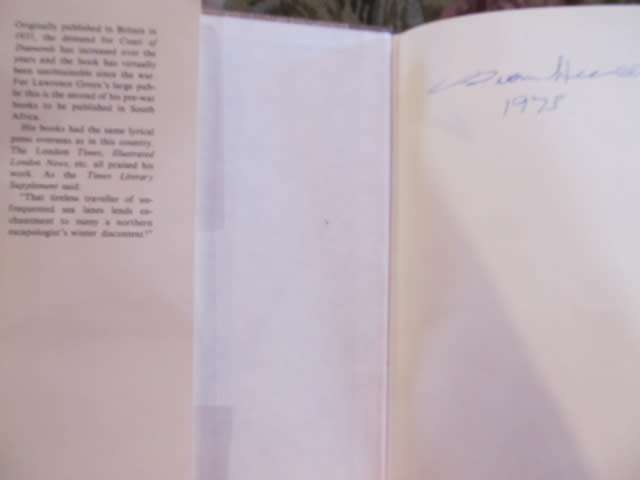 Originally published in Britain in
the demand for Coast of
Diamonds has increased over the
years and the book has virtually
been unobtainable since the war.
For Lawrence Green's large pub-
lic this is the second of his pre-war
books to be published in South
Africa.
His books had the same lyrical
press overseas as in this country.
The London Times, Illustrated
London News, etc. all praised his
work. As the Times Literary
Supplement said:
"That tireless traveller of un-
frequented sea lanes lends en-
chantment to many a northern
escapologist's winter discontent!"
1975